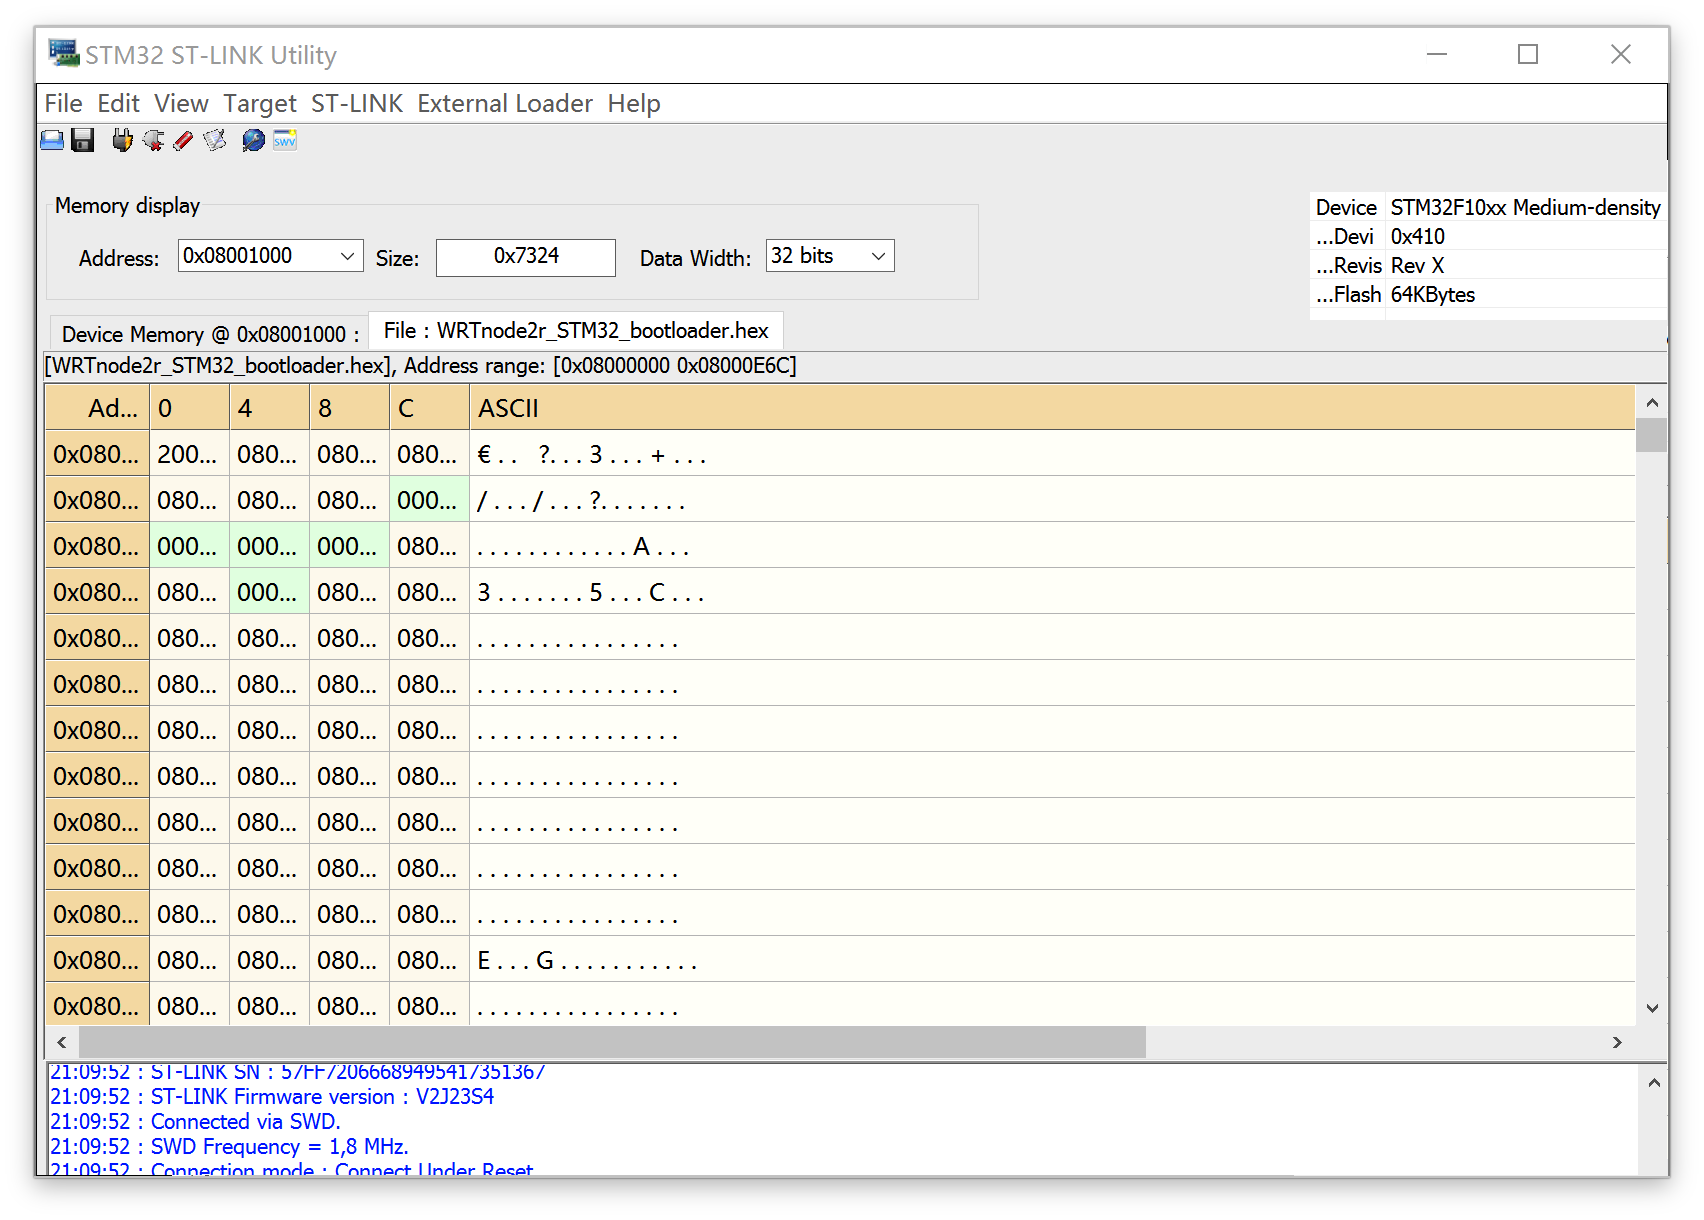 STM32 ST-LINK Utility
File Edit View Target ST-LINK External Loader Help
SWV
Memory display
Address: 0x08001000 Size: 0x7324 Data Width: 32 bits
Device STM32F10xx Medium-density
...Devi 0x410
...Revis Rev X
...Flash 64KBytes
Device Memory @ 0x08001000 : File : WRTnode2r_STM32_bootloader.hex
[WRTnode2r_STM32_bootloader.hex], Address range: [0x08000000 0x08000E6C]
Ad... 0 4 8 C ASCII
0x080... 200... 080... 080... 080... €.. ?...3...+...
0x080... 080... 080... 080... 000... /.../...?.......
0x080... 000... 000... 000... 080... ............A...
0x080... 080... 000... 080... 080... 3.......5...C...
0x080... 080... 080... 080... 080... ................
0x080... 080... 080... 080... 080... ................
0x080... 080... 080... 080... 080... ................
0x080... 080... 080... 080... 080... ................
0x080... 080... 080... 080... 080... ................
0x080... 080... 080... 080... 080... ................
0x080... 080... 080... 080... 080... ................
0x080... 080... 080... 080... 080... E...G...........
0x080... 080... 080... 080... 080... ................
21:09:52 : ST-LINK SN : 57FF72066689495417351367
21:09:52 : ST-LINK Firmware version : V2J23S4
21:09:52 : Connected via SWD.
21:09:52 : SWD Frequency = 1,8 MHz.
21:09:52 : Connection mode : Connect Under Reset